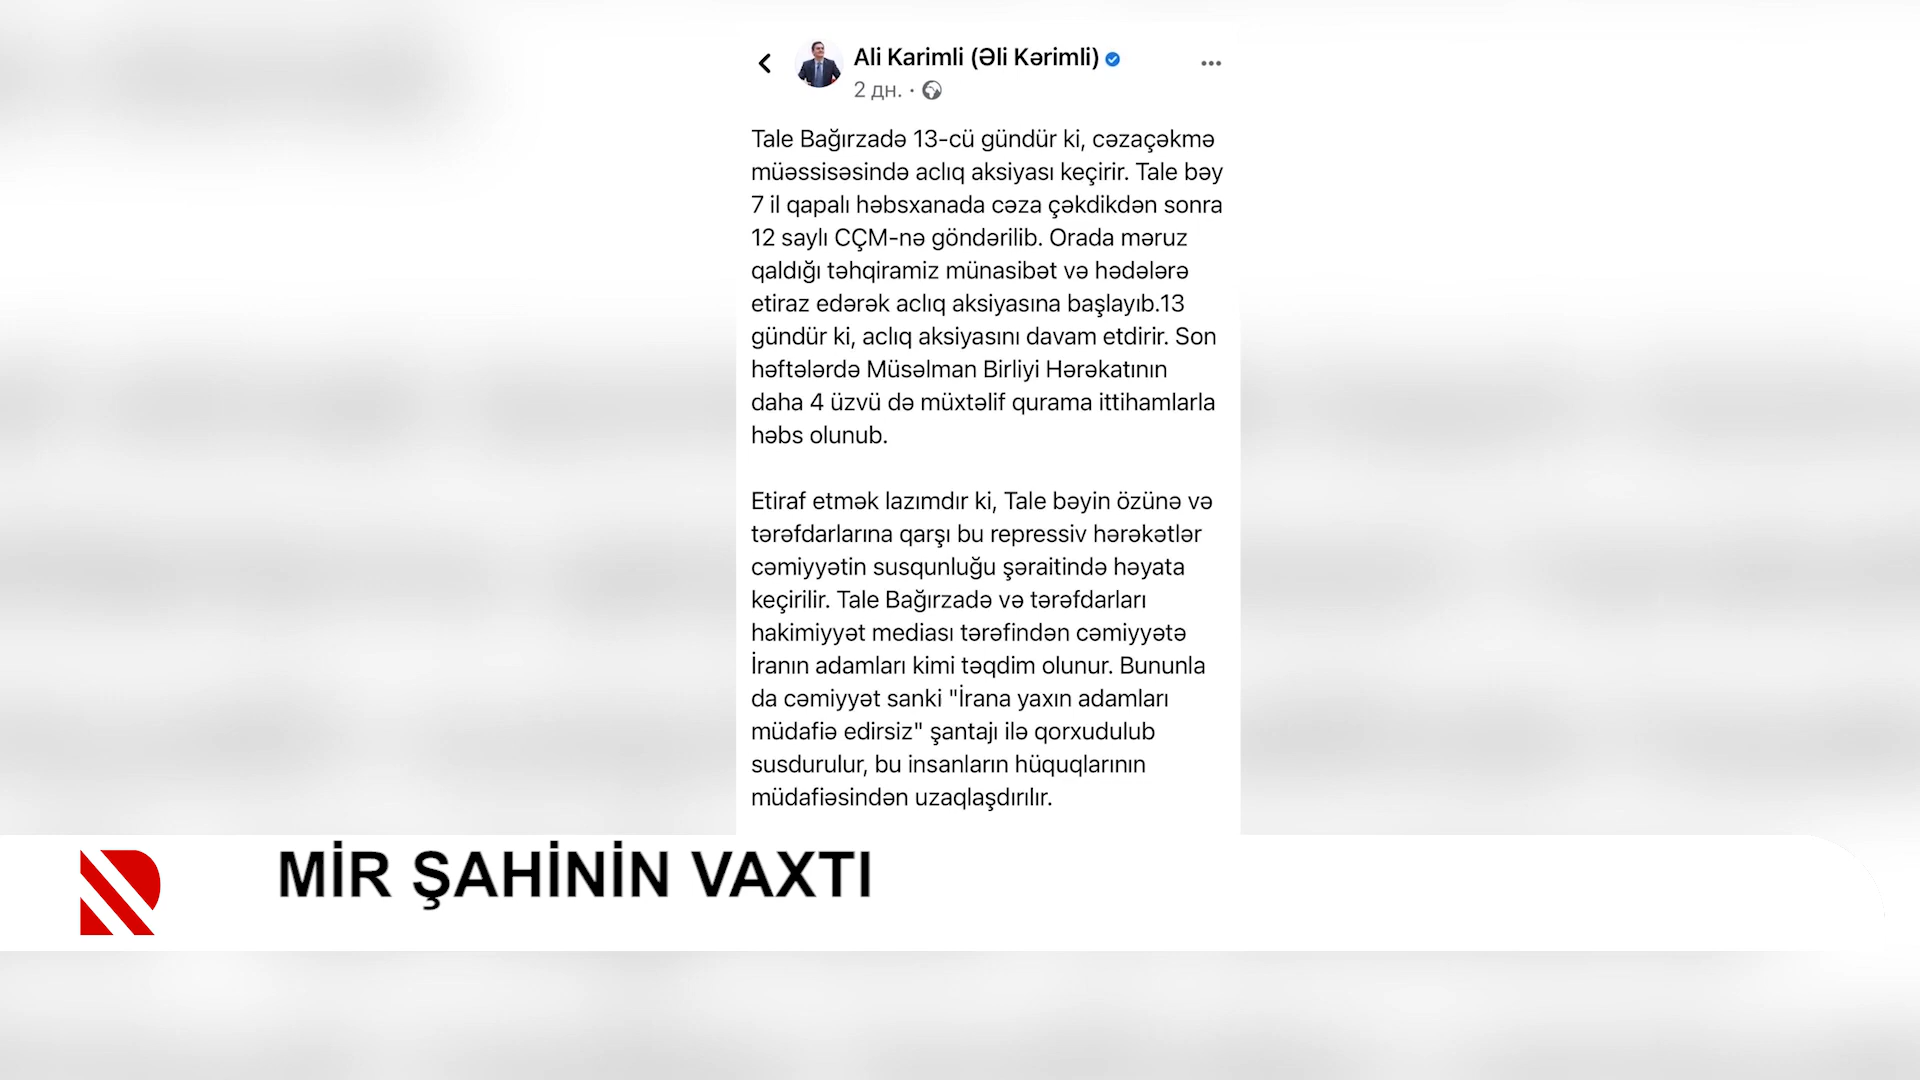 Ali Karimli (Əli Kərimli)
2 дн. ·
Tale Bağırzadə 13-cü gündür ki, cəzaçəkmə
müəssisəsində aclıq aksiyası keçirir. Tale bəy
7 il qapalı həbsxanada cəza çəkdikdən sonra
12 saylı CÇM-nə göndərilib. Orada məruz
qaldığı təhqiramiz münasibət və hədələrə
etiraz edərək aclıq aksiyasına başlayıb.13
gündür ki, aclıq aksiyasını davam etdirir. Son
həftələrdə Müsəlman Birliyi Hərəkatının
daha 4 üzvü də müxtəlif qurama ittihamlarla
həbs olunub.
Etiraf etmək lazımdır ki, Tale bəyin özünə və
tərəfdarlarına qarşı bu repressiv hərəkətlər
cəmiyyətin susqunluğu şəraitində həyata
keçirilir. Tale Bağırzadə və tərəfdarları
hakimiyyət mediası tərəfindən cəmiyyətə
İranın adamları kimi təqdim olunur. Bununla
da cəmiyyət sanki "İrana yaxın adamları
müdafiə edirsiz" şantajı ilə qorxudulub
susdurulur, bu insanların hüquqlarının
müdafiəsindən uzaqlaşdırılır.
MİR ŞAHİNİN VAXTI